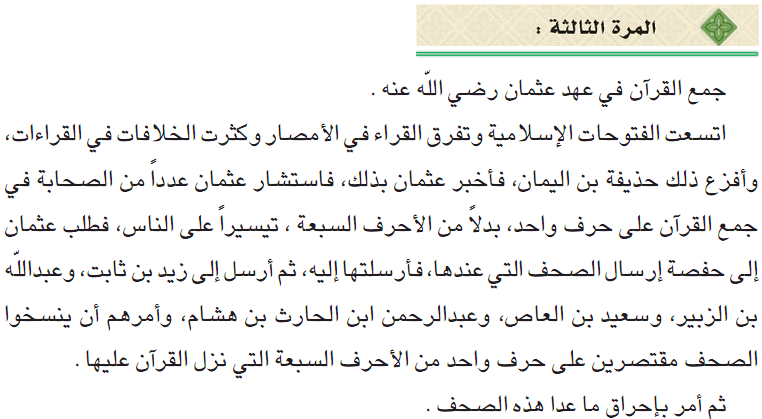 المرة الثالثة :
جمع القرآن في عهد عثمان رضي اللّه عنه .
اتسعت الفتوحات الإسلامية وتفرق القراء في الأمصار وكثرت الخلافات في القراءات،
وأفزع ذلك حذيفة بن اليمان، فأخبر عثمان بذلك، فاستشار عثمان عدداً من الصحابة في
جمع القرآن على حرف واحد، بدلاً من الأحرف السبعة ، تيسيراً على الناس، فطلب عثمان
إلى حفصة إرسال الصحف التي عندها، فأرسلتها إليه، ثم أرسل إلى زيد بن ثابت، وعبداللّه
بن الزبير، وسعيد بن العاص، وعبدالرحمن ابن الحارث بن هشام، وأمرهم أن ينسخوا
الصحف مقتصرين على حرف واحد من الأحرف السبعة التي نزل القرآن عليها .
ثم أمر بإحراق ما عدا هذه الصحف .